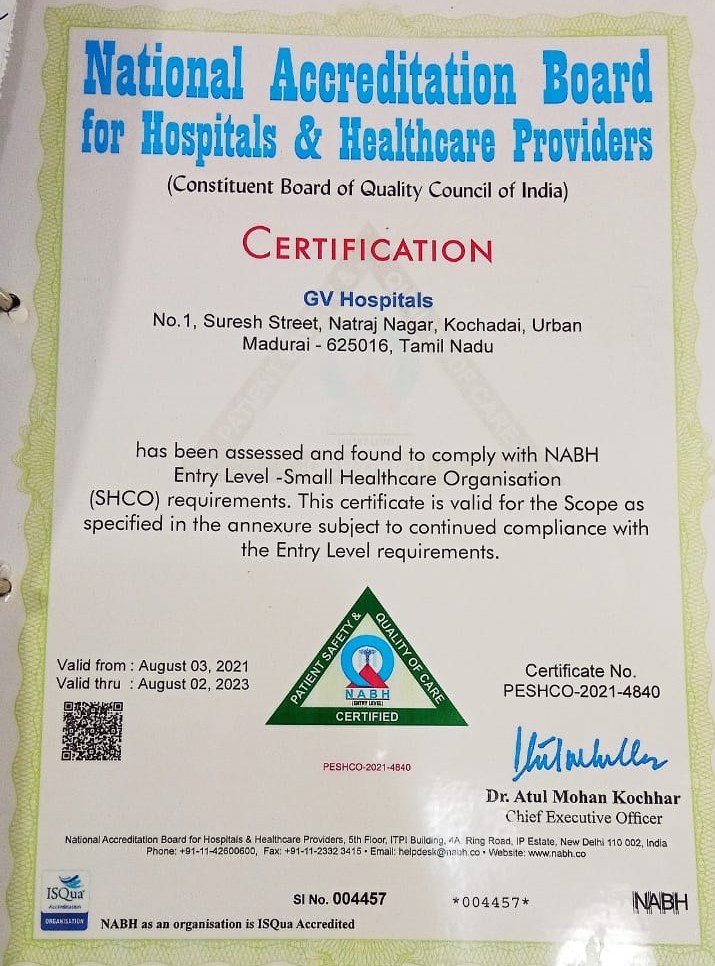 National Accreditation Board
for Hospitals & Healthcare Providers
(Constituent Board of Quality Council of India)
CERTIFICATION
GV Hospitals
No.1, Suresh Street, Natraj Nagar, Kochadai, Urban
Madurai - 625016, Tamil Nadu
has been assessed and found to comply with NABH
Entry Level -Small Healthcare Organisation
(SHCO) requirements. This certificate is valid for the Scope as
specified in the annexure subject to continued compliance with
the Entry Level requirements.
Valid from : August 03, 2021
Valid thru : August 02, 2023
PATIENT SAFETY &
QUALITY OF CARE
NABH
(ENTRY LEVEL)
CERTIFIED
PESHCO-2021-4840
Certificate No.
PESHCO-2021-4840
Dr. Atul Mohan Kochhar
Chief Executive Officer
National Accreditation Board for Hospitals & Healthcare Providers, 5th Floor, ITPI Building, 4A, Ring Road, IP Estate, New Delhi 110 002, India
Phone: +91-11-42600600, Fax: +91-11-2332 3415 • Email: helpdesk@nabh.co • Website: www.nabh.co
ISQua
Accreditation
ORGANISATION
SI No. 004457
*004457*
NABH
NABH as an organisation is ISQua Accredited